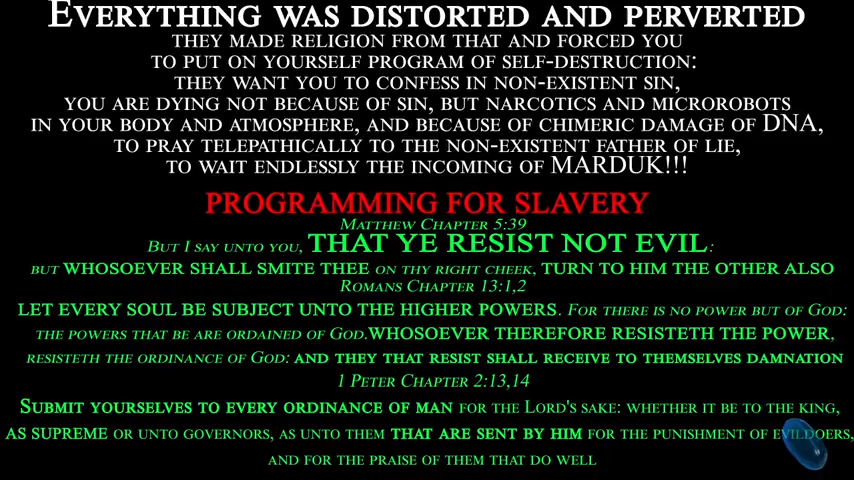 EVERYTHING WAS DISTORTED AND PERVERTED
THEY MADE RELIGION FROM THAT AND FORCED YOU
TO PUT ON YOURSELF PROGRAM OF SELF-DESTRUCTION:
THEY WANT YOU TO CONFESS IN NON-EXISTENT SIN,
YOU ARE DYING NOT BECAUSE OF SIN, BUT NARCOTICS AND MICROROBOTS
IN YOUR BODY AND ATMOSPHERE, AND BECAUSE OF CHIMERIC DAMAGE OF DNA,
TO PRAY TELEPATHICALLY TO THE NON-EXISTENT FATHER OF LIE,
TO WAIT ENDLESSLY THE INCOMING OF MARDUK!!!
PROGRAMMING FOR SLAVERY
MATTHEW CHAPTER 5:39
BUT I SAY UNTO YOU, THAT YE RESIST NOT EVIL:
BUT WHOSOEVER SHALL SMITE THEE ON THY RIGHT CHEEK, TURN TO HIM THE OTHER ALSO
ROMANS CHAPTER 13:1,2
LET EVERY SOUL BE SUBJECT UNTO THE HIGHER POWERS. FOR THERE IS NO POWER BUT OF GOD:
THE POWERS THAT BE ARE ORDAINED OF GOD.WHOSOEVER THEREFORE RESISTETH THE POWER,
RESISTETH THE ORDINANCE OF GOD: AND THEY THAT RESIST SHALL RECEIVE TO THEMSELVES DAMNATION
1 PETER CHAPTER 2:13,14
SUBMIT YOURSELVES TO EVERY ORDINANCE OF MAN FOR THE LORD'S SAKE: WHETHER IT BE TO THE KING,
AS SUPREME OR UNTO GOVERNORS, AS UNTO THEM THAT ARE SENT BY HIM FOR THE PUNISHMENT OF EVILDOERS,
AND FOR THE PRAISE OF THEM THAT DO WELL